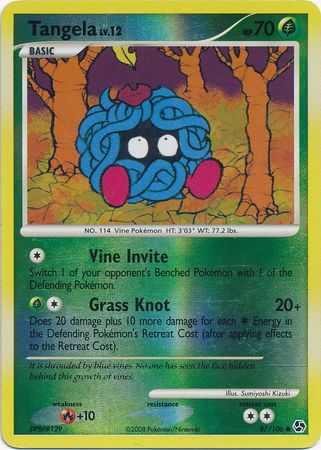 Tangela LV.12 HP 70
BASIC
NO. 114 Vine Pokémon HT: 3'03" WT: 77.2 lbs.
Vine Invite
Switch 1 of your opponent's Benched Pokémon with 1 of the
Defending Pokémon.
Grass Knot 20+
Does 20 damage plus 10 more damage for each Energy in
the Defending Pokémon's Retreat Cost (after applying effects
to the Retreat Cost).
It is shrouded by blue vines. No one has seen the face hidden
behind this growth of vines.
Illus. Sumiyoshi Kizuki
weakness resistance retreat cost
+10
DPBP#129 ©2008 Pokémon/Nintendo 87/106